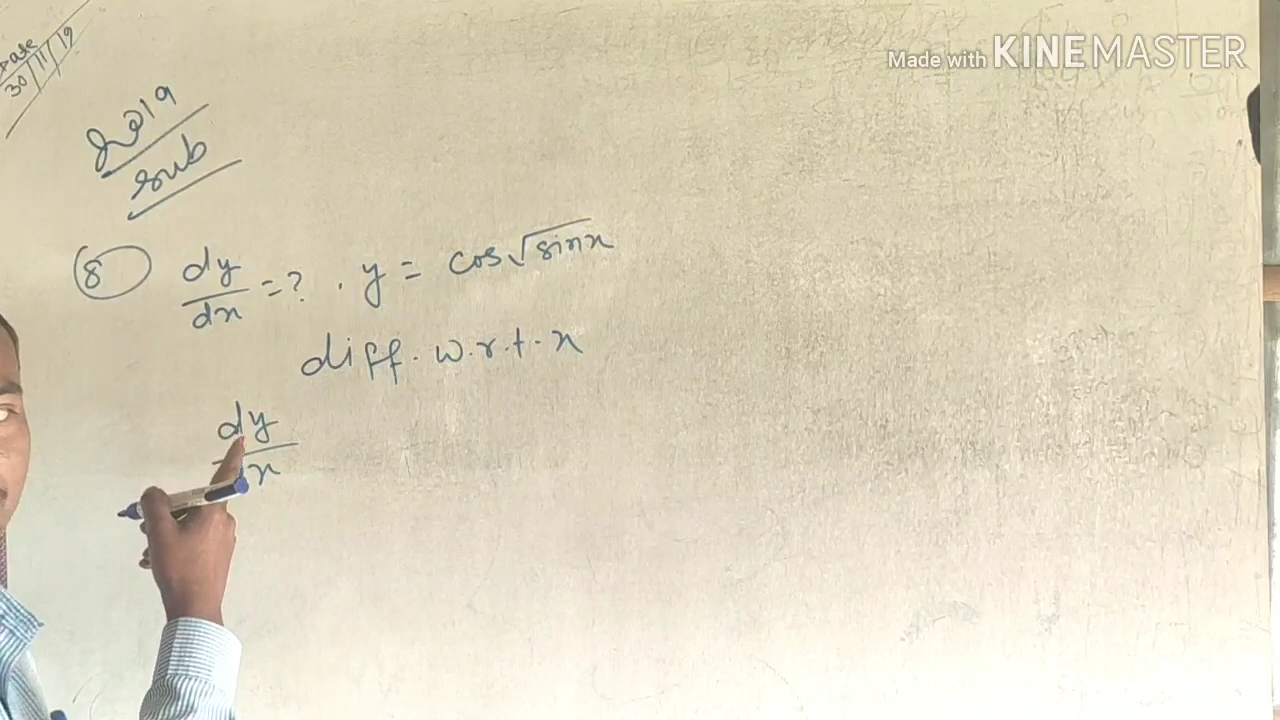 Date
30/11/19
Made with KINEMASTER
2019
sub
8 dy/dx = ? . y = cos√sinx
diff. w.r.t. x
dy
dx